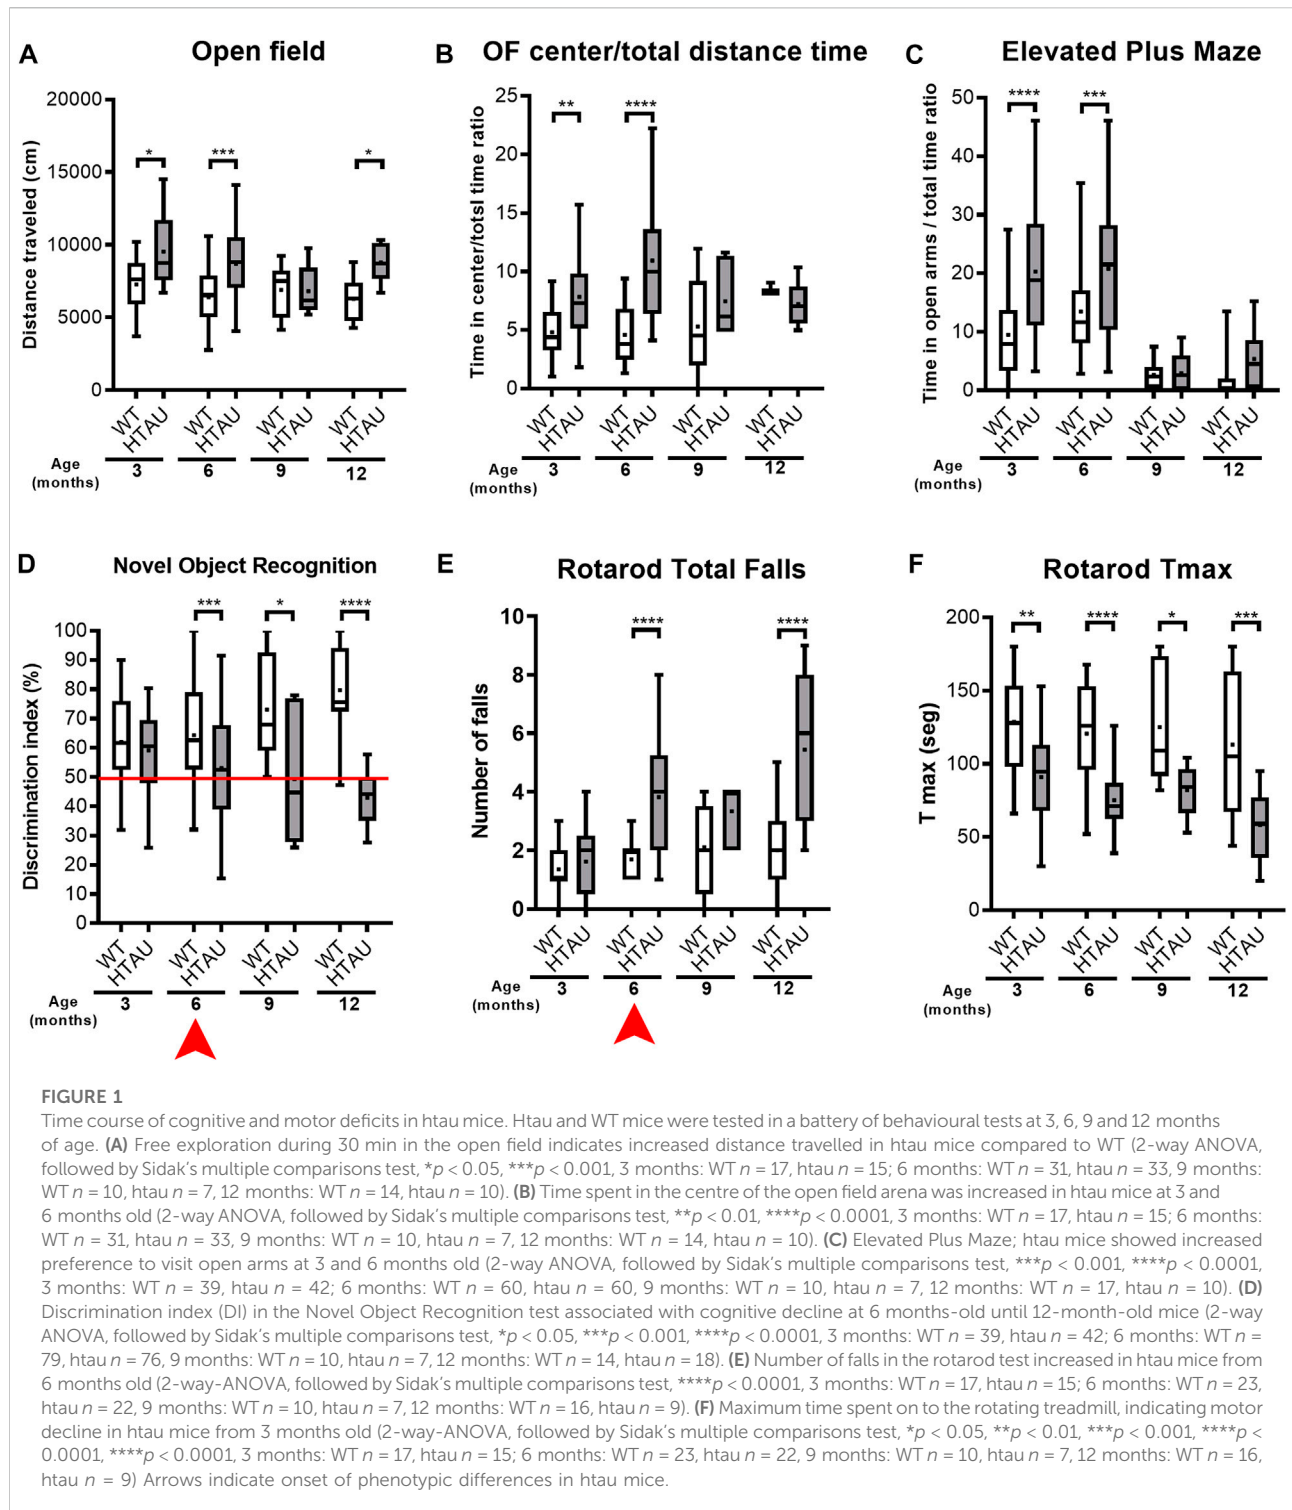 A Open field
20000
15000
10000
5000
0
Distance traveled (cm)
* *** *
WT HTAU WT HTAU WT HTAU WT HTAU
Age (months) 3 6 9 12
B OF center/total distance time
25
20
15
10
5
0
Time in center/totsl time ratio
** ****
WT HTAU WT HTAU WT HTAU WT HTAU
Age (months) 3 6 9 12
C Elevated Plus Maze
50
40
30
20
10
0
Time in open arms / total time ratio
**** ***
WT HTAU WT HTAU WT HTAU WT HTAU
Age (months) 3 6 9 12
D Novel Object Recognition
100
90
80
70
60
50
40
30
20
10
0
Discrimination index (%)
*** * ****
WT HTAU WT HTAU WT HTAU WT HTAU
Age (months) 3 6 9 12
E Rotarod Total Falls
10
8
6
4
2
0
Number of falls
**** ****
WT HTAU WT HTAU WT HTAU WT HTAU
Age (months) 3 6 9 12
F Rotarod Tmax
200
150
100
50
0
T max (seg)
** **** * ***
WT HTAU WT HTAU WT HTAU WT HTAU
Age (months) 3 6 9 12
FIGURE 1
Time course of cognitive and motor deficits in htau mice. Htau and WT mice were tested in a battery of behavioural tests at 3, 6, 9 and 12 months
of age. (A) Free exploration during 30 min in the open field indicates increased distance travelled in htau mice compared to WT (2-way ANOVA,
followed by Sidak's multiple comparisons test, *p < 0.05, ***p < 0.001, 3 months: WT n = 17, htau n = 15; 6 months: WT n = 31, htau n = 33, 9 months:
WT n = 10, htau n = 7, 12 months: WT n = 14, htau n = 10). (B) Time spent in the centre of the open field arena was increased in htau mice at 3 and
6 months old (2-way ANOVA, followed by Sidak's multiple comparisons test, **p < 0.01, ****p < 0.0001, 3 months: WT n = 17, htau n = 15; 6 months:
WT n = 31, htau n = 33, 9 months: WT n = 10, htau n = 7, 12 months: WT n = 14, htau n = 10). (C) Elevated Plus Maze; htau mice showed increased
preference to visit open arms at 3 and 6 months old (2-way ANOVA, followed by Sidak's multiple comparisons test, ***p < 0.001, ****p < 0.0001,
3 months: WT n = 39, htau n = 42; 6 months: WT n = 60, htau n = 60, 9 months: WT n = 10, htau n = 7, 12 months: WT n = 17, htau n = 10). (D)
Discrimination index (DI) in the Novel Object Recognition test associated with cognitive decline at 6 months-old until 12-month-old mice (2-way
ANOVA, followed by Sidak's multiple comparisons test, *p < 0.05, ***p < 0.001, ****p < 0.0001, 3 months: WT n = 39, htau n = 42; 6 months: WT n =
79, htau n = 76, 9 months: WT n = 10, htau n = 7, 12 months: WT n = 14, htau n = 18). (E) Number of falls in the rotarod test increased in htau mice from
6 months old (2-way-ANOVA, followed by Sidak's multiple comparisons test, ****p < 0.0001, 3 months: WT n = 17, htau n = 15; 6 months: WT n = 23,
htau n = 22, 9 months: WT n = 10, htau n = 7, 12 months: WT n = 16, htau n = 9). (F) Maximum time spent on to the rotating treadmill, indicating motor
decline in htau mice from 3 months old (2-way-ANOVA, followed by Sidak's multiple comparisons test, *p < 0.05, **p < 0.01, ***p < 0.001, ****p <
0.0001, ****p < 0.0001, 3 months: WT n = 17, htau n = 15; 6 months: WT n = 23, htau n = 22, 9 months: WT n = 10, htau n = 7, 12 months: WT n = 16,
htau n = 9) Arrows indicate onset of phenotypic differences in htau mice.